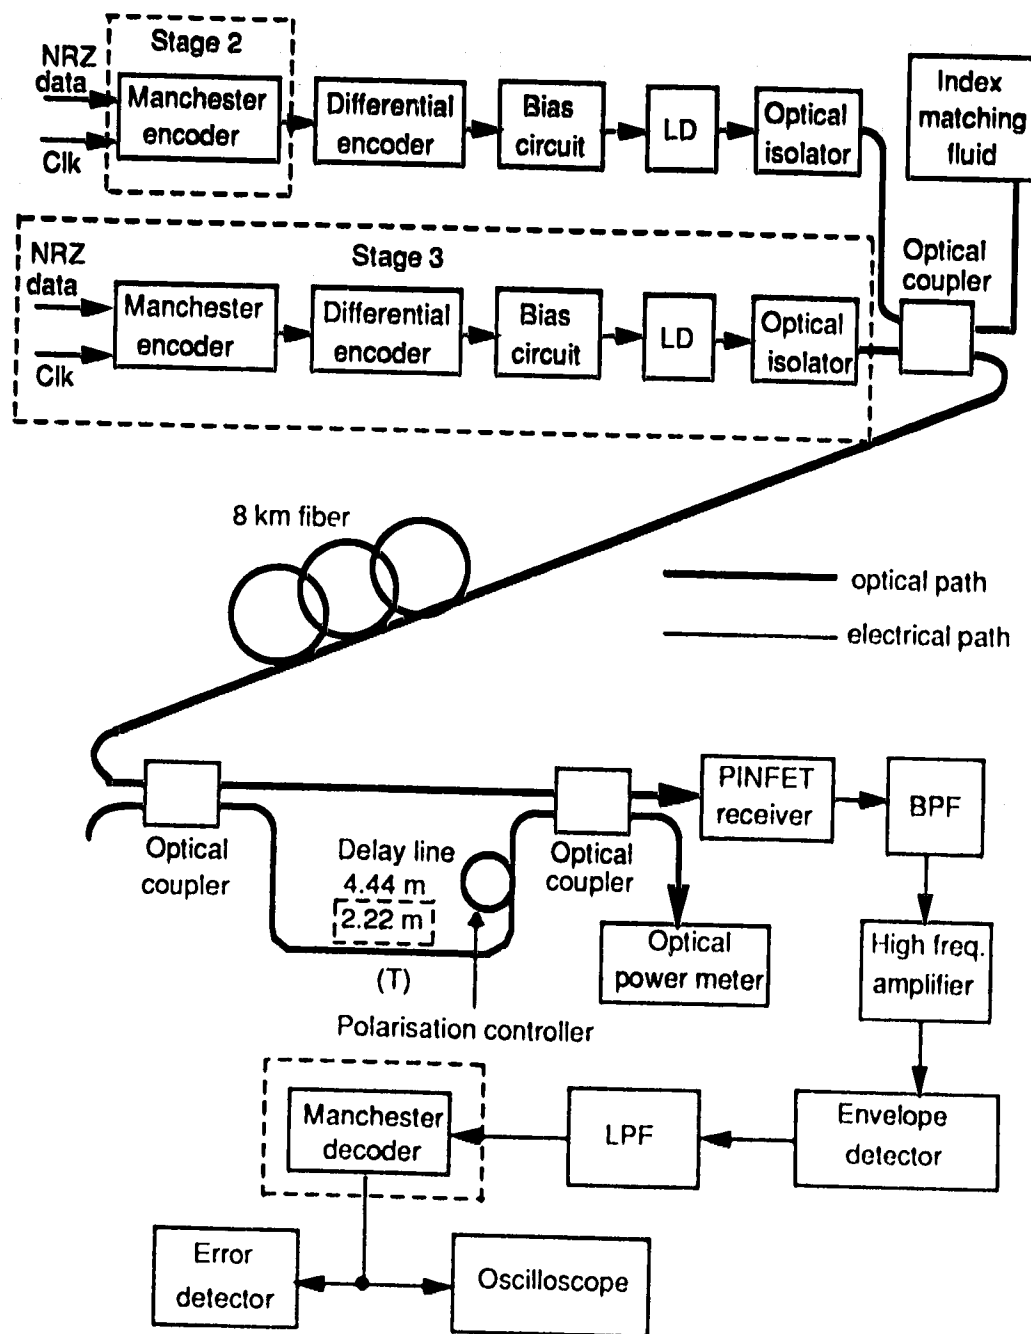 Stage 2
NRZ
data
Clk
Manchester
encoder
Differential
encoder
Bias
circuit
LD
Optical
isolator
Index
matching
fluid
Stage 3
NRZ
data
Clk
Manchester
encoder
Differential
encoder
Bias
circuit
LD
Optical
isolator
Optical
coupler
8 km fiber
optical path
electrical path
Optical
coupler
Delay line
4.44 m
2.22 m
(T)
Polarisation controller
Optical
coupler
PINFET
receiver
BPF
Optical
power meter
High freq.
amplifier
Manchester
decoder
LPF
Envelope
detector
Error
detector
Oscilloscope